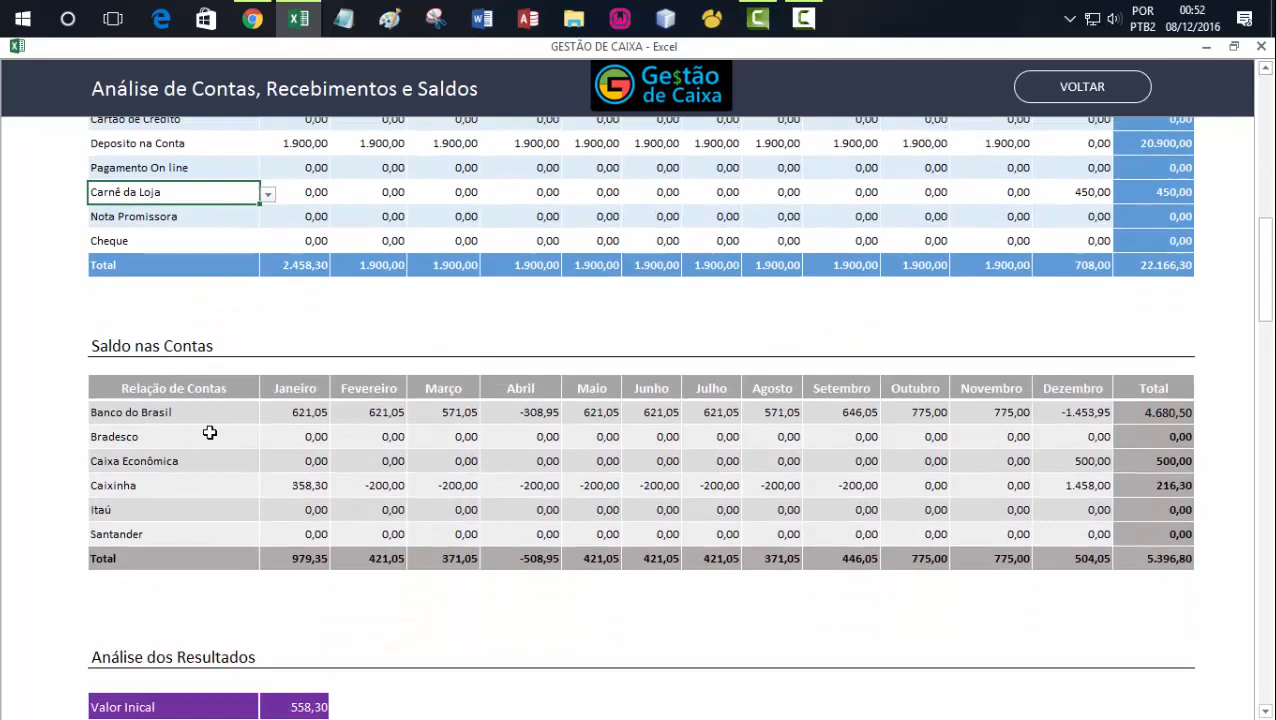 POR
00:52
PTB2
08/12/2016
GESTÃO DE CAIXA - Excel
Análise de Contas, Recebimentos e Saldos
Ge$tão
de Caixa
VOLTAR
Cartão de Crédito 0,00 0,00 0,00 0,00 0,00 0,00 0,00 0,00 0,00 0,00 0,00 0,00 0,00
Deposito na Conta 1.900,00 1.900,00 1.900,00 1.900,00 1.900,00 1.900,00 1.900,00 1.900,00 1.900,00 1.900,00 1.900,00 0,00 20.900,00
Pagamento On line 0,00 0,00 0,00 0,00 0,00 0,00 0,00 0,00 0,00 0,00 0,00 0,00 0,00
Carnê da Loja 0,00 0,00 0,00 0,00 0,00 0,00 0,00 0,00 0,00 0,00 0,00 450,00 450,00
Nota Promissora 0,00 0,00 0,00 0,00 0,00 0,00 0,00 0,00 0,00 0,00 0,00 0,00 0,00
Cheque 0,00 0,00 0,00 0,00 0,00 0,00 0,00 0,00 0,00 0,00 0,00 0,00 0,00
Total 2.458,30 1.900,00 1.900,00 1.900,00 1.900,00 1.900,00 1.900,00 1.900,00 1.900,00 1.900,00 1.900,00 708,00 22.166,30
Saldo nas Contas
Relação de Contas Janeiro Fevereiro Março Abril Maio Junho Julho Agosto Setembro Outubro Novembro Dezembro Total
Banco do Brasil 621,05 621,05 571,05 -308,95 621,05 621,05 621,05 571,05 646,05 775,00 775,00 -1.453,95 4.680,50
Bradesco 0,00 0,00 0,00 0,00 0,00 0,00 0,00 0,00 0,00 0,00 0,00 0,00 0,00
Caixa Econômica 0,00 0,00 0,00 0,00 0,00 0,00 0,00 0,00 0,00 0,00 0,00 500,00 500,00
Caixinha 358,30 -200,00 -200,00 -200,00 -200,00 -200,00 -200,00 -200,00 -200,00 0,00 0,00 1.458,00 216,30
Itaú 0,00 0,00 0,00 0,00 0,00 0,00 0,00 0,00 0,00 0,00 0,00 0,00 0,00
Santander 0,00 0,00 0,00 0,00 0,00 0,00 0,00 0,00 0,00 0,00 0,00 0,00 0,00
Total 979,35 421,05 371,05 -508,95 421,05 421,05 421,05 371,05 446,05 775,00 775,00 504,05 5.396,80
Análise dos Resultados
Valor Inical 558,30